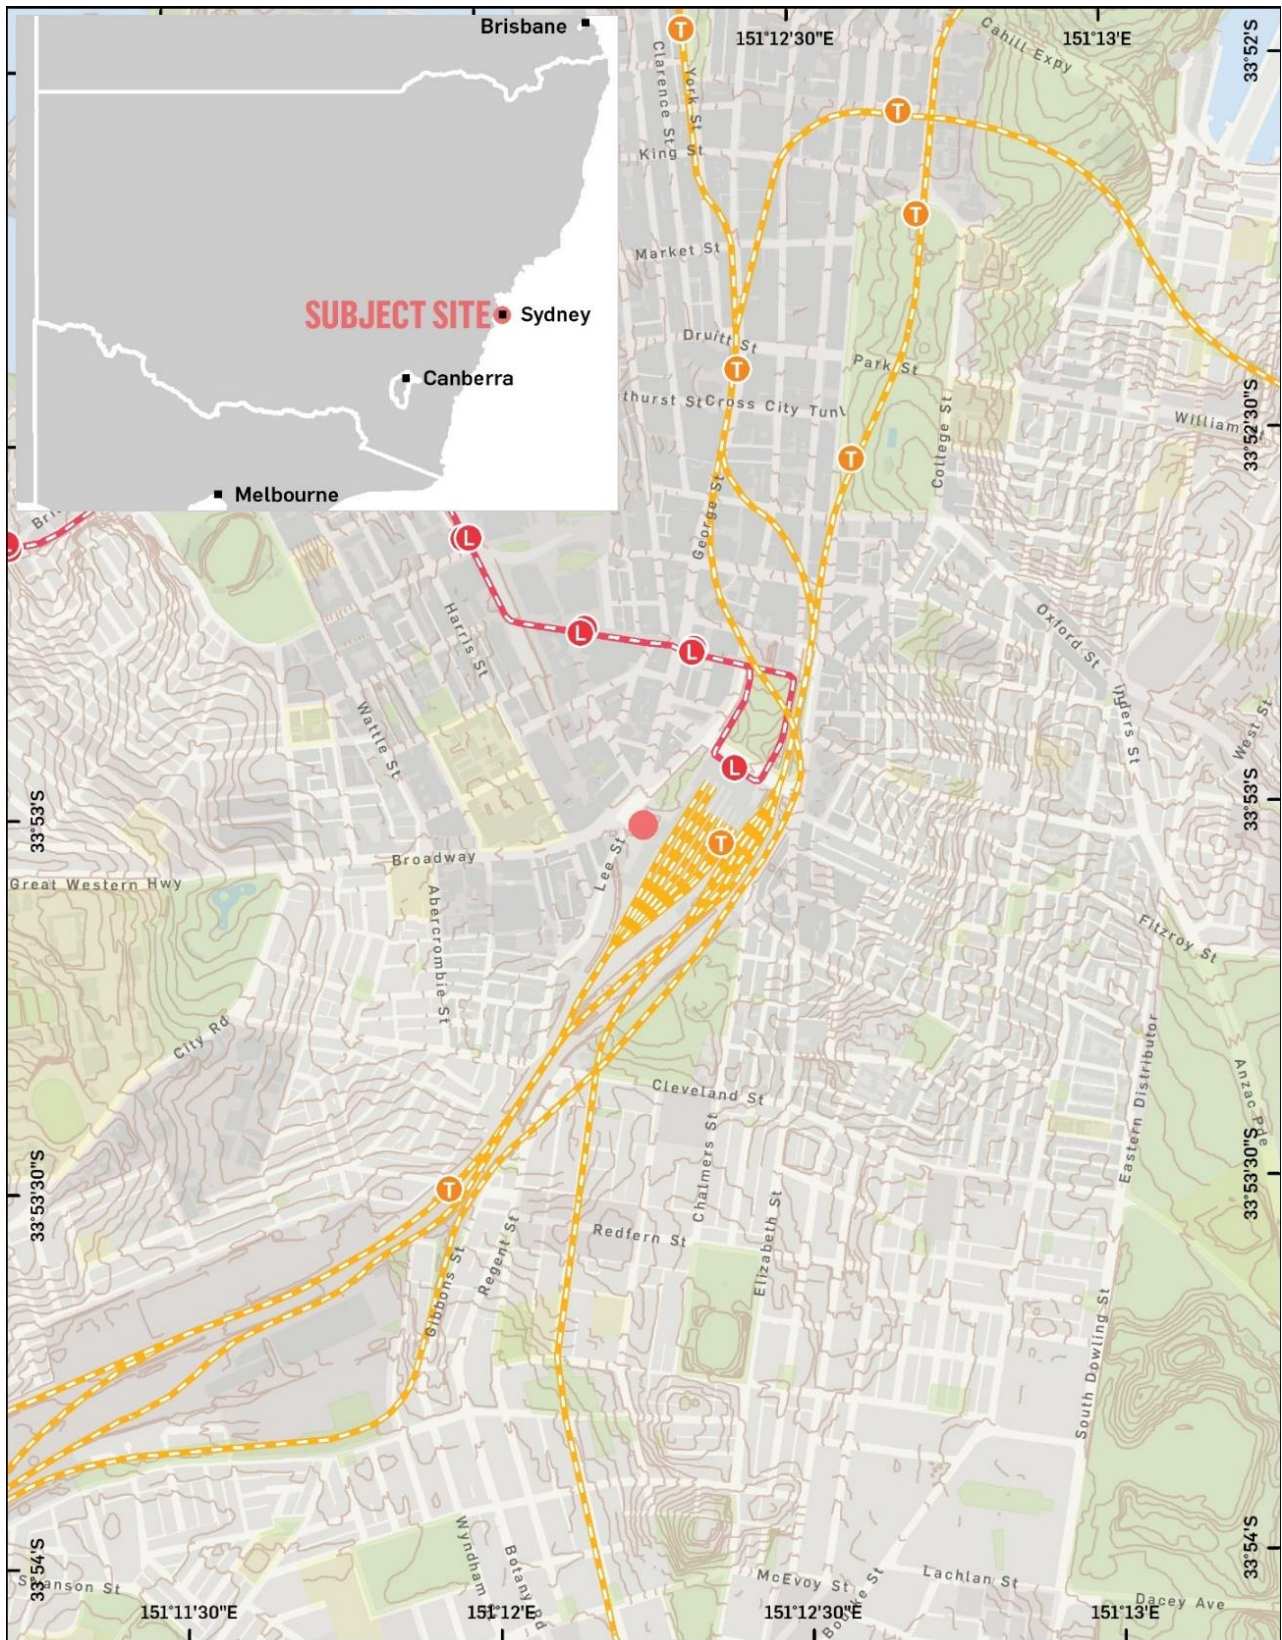 Brisbane
SUBJECT SITE
Sydney
Canberra
Melbourne
151°12'30"E
151°13'E
33°52'S
Cahill Expy
Clarence St
York St
King St
Market St
Druitt St
Park St
thurst St
Cross City Tunl
William
33°52'30"S
College St
George St
Bri
L
L
L
L
L
T
T
T
T
T
T
T
Harris St
Wattle St
Oxford St
West St
33°53'S
33°53'S
Lee St
Broadway
Great Western Hwy
Abercrombie St
Fitzroy St
City Rd
Cleveland St
Eastern Distributor
Anzac Pde
Chalmers St
33°53'30"S
33°53'30"S
Redfern St
Elizabeth St
Regent St
Gibbons St
South Dowling St
33°54'S
33°54'S
Wyndham
Botany Rd
McEvoy St
Lachlan St
Dacey Ave
151°11'30"E
151°12'E
151°12'30"E
151°13'E